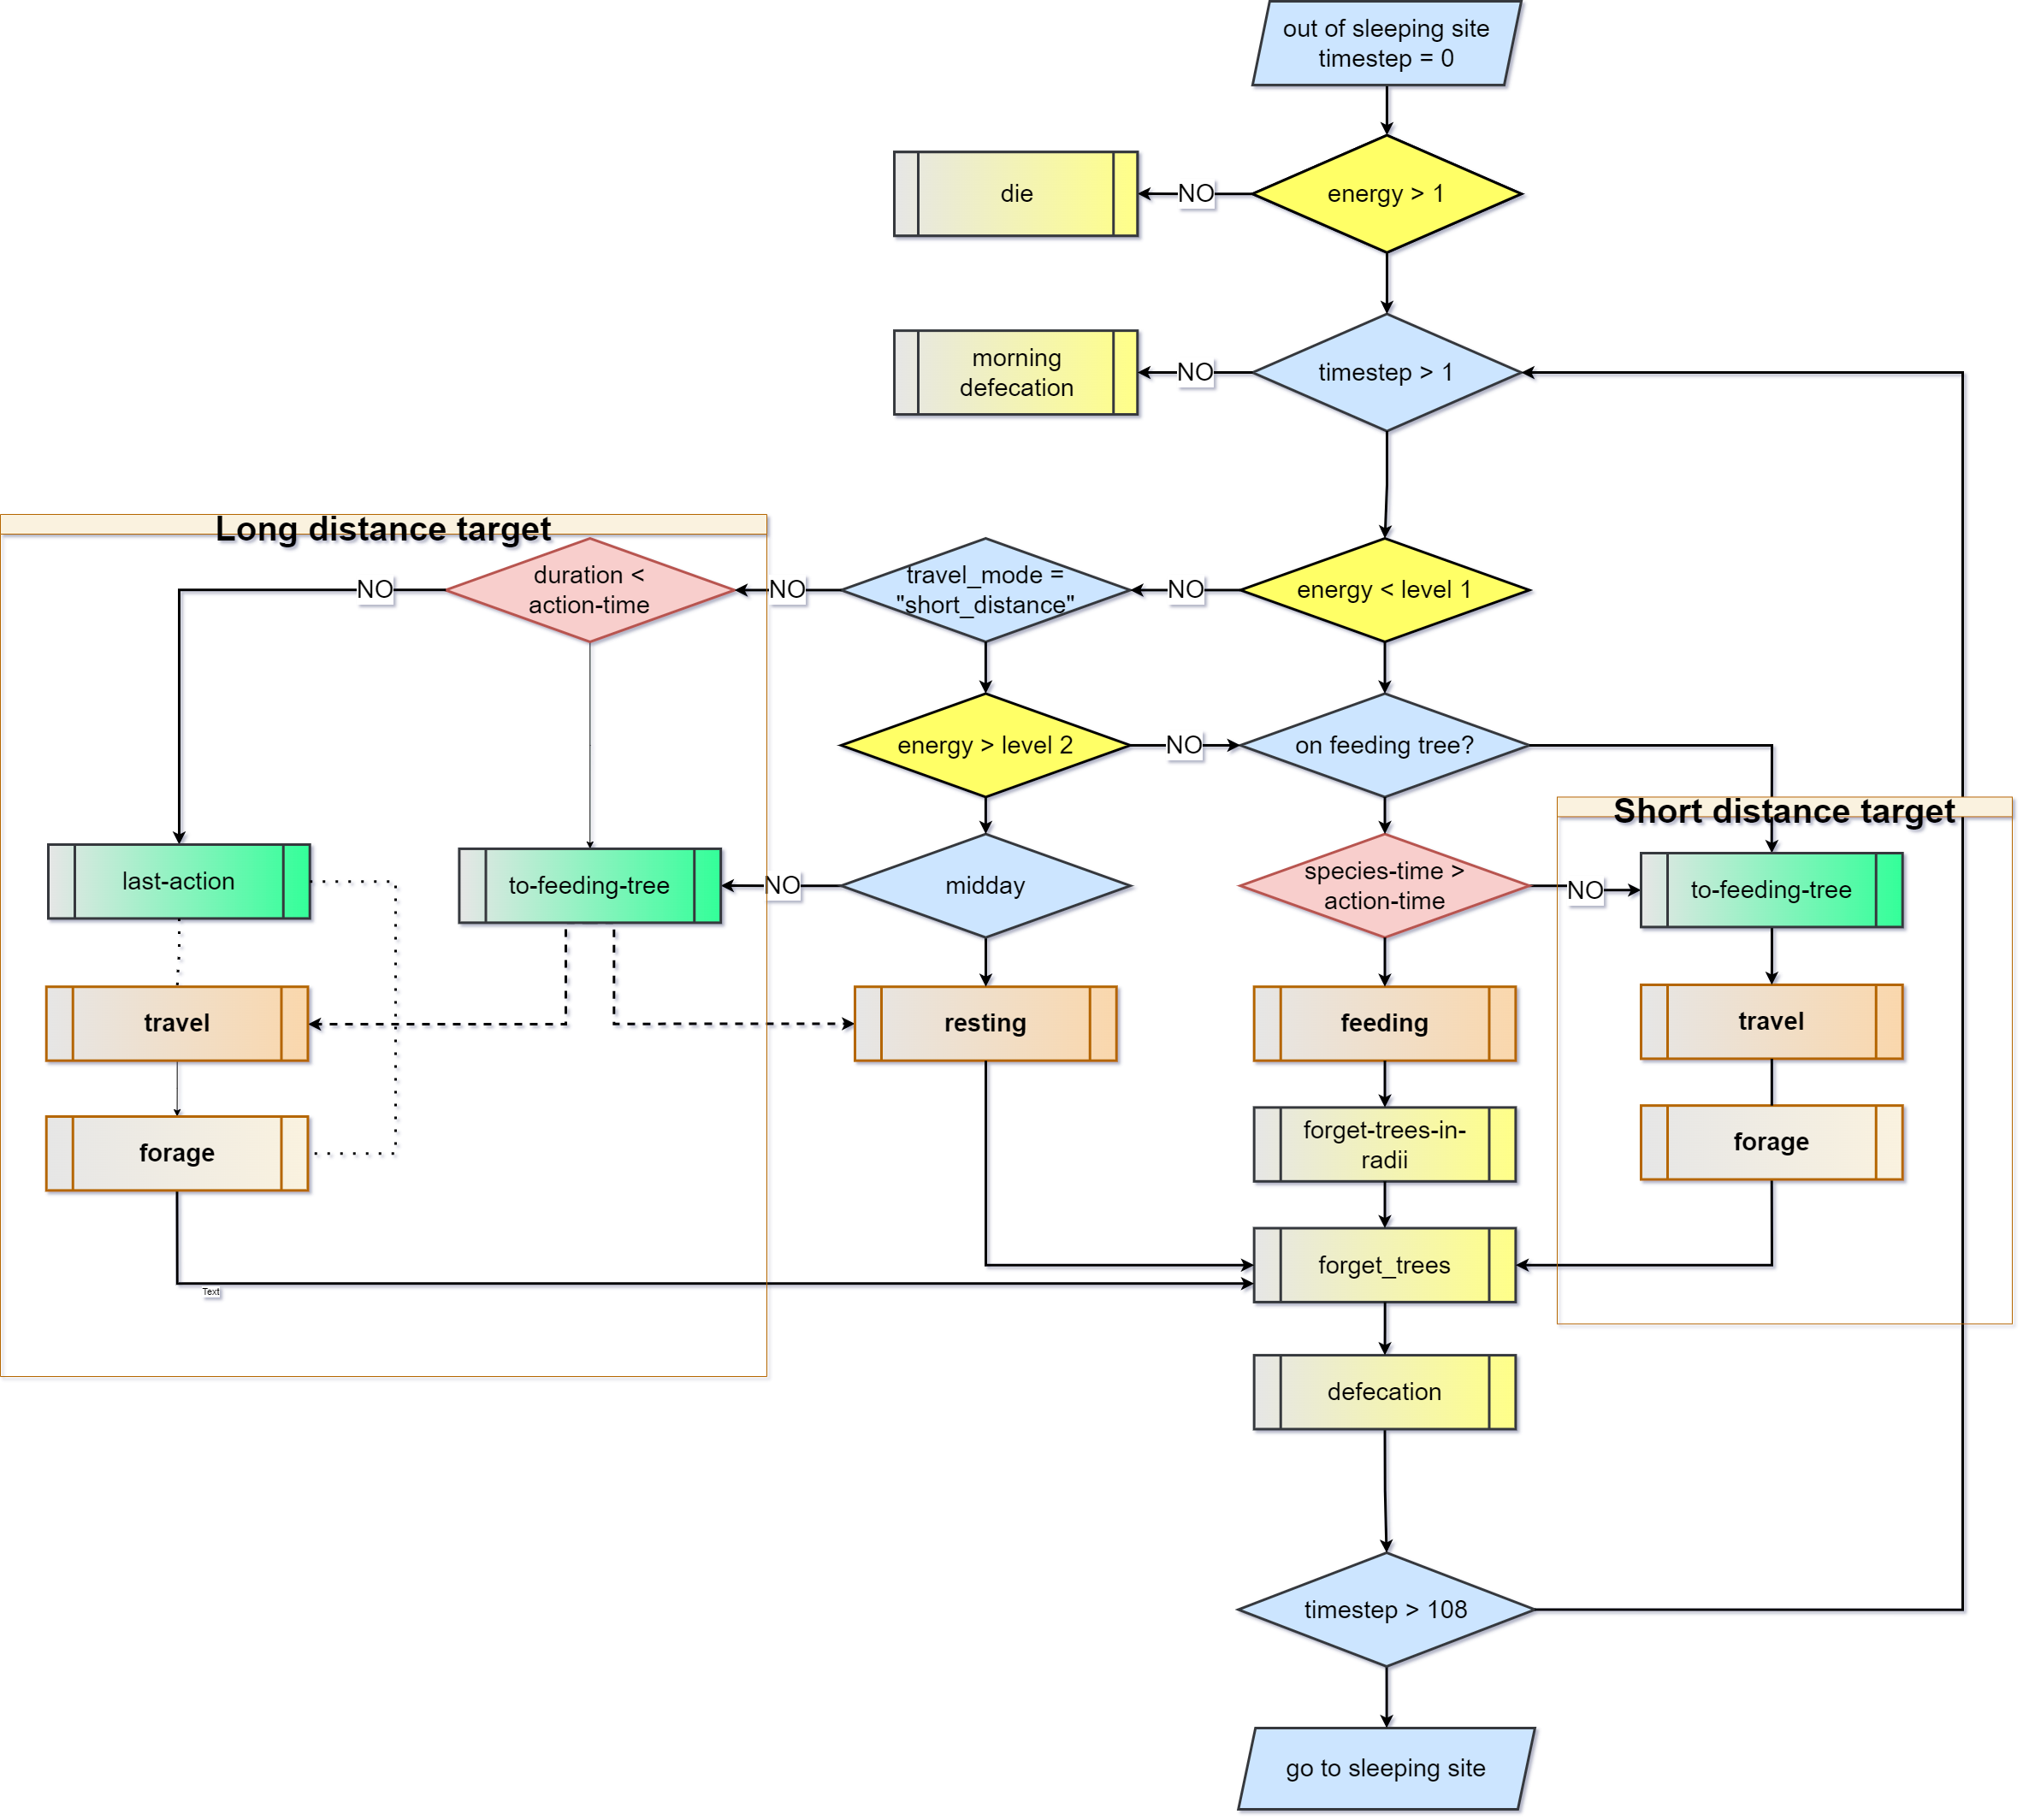 out of sleeping site
timestep = 0
die
NO
energy > 1
morning
defecation
NO
timestep > 1
Long distance target
duration <
action-time
NO
NO
travel_mode =
"short_distance"
NO
energy < level 1
energy > level 2
NO
on feeding tree?
Short distance target
last-action
to-feeding-tree
NO
midday
species-time >
action-time
NO
to-feeding-tree
travel
resting
feeding
travel
forage
forget-trees-in-
radii
forage
forget_trees
Text
defecation
timestep > 108
go to sleeping site